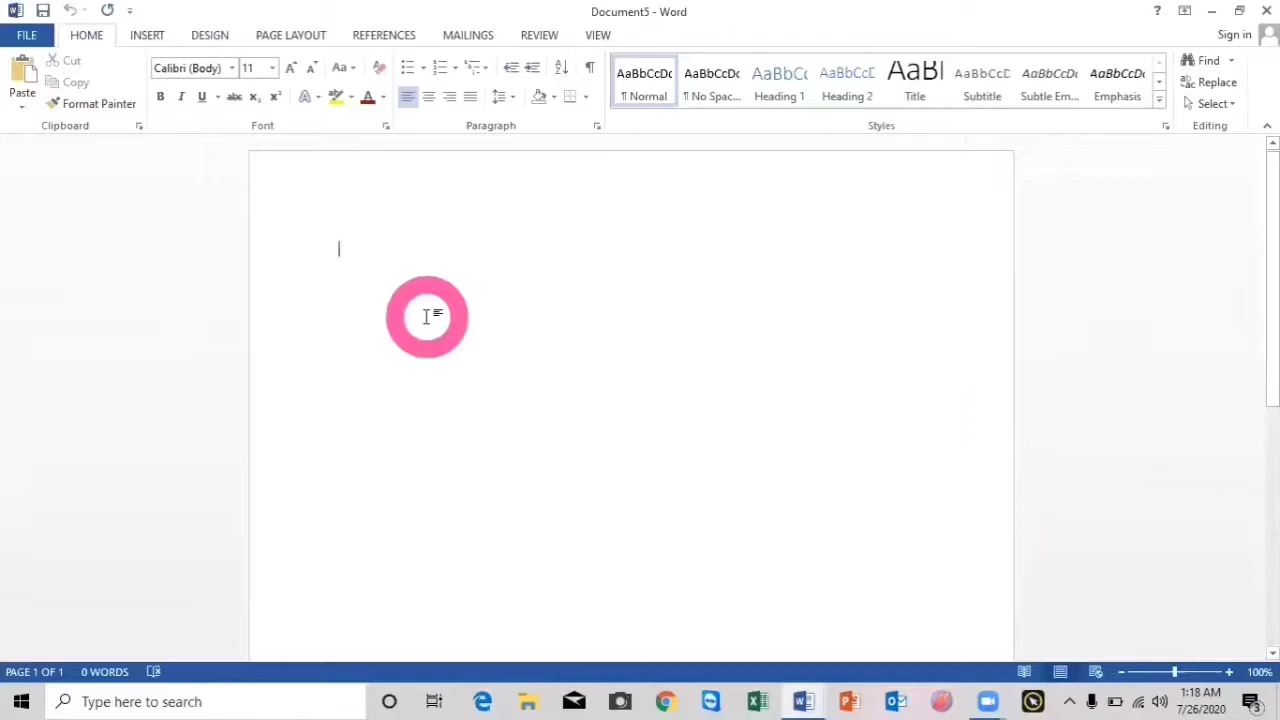 Document5 - Word
?
FILE HOME INSERT DESIGN PAGE LAYOUT REFERENCES MAILINGS REVIEW VIEW Sign in
Paste
Cut
Copy
Format Painter
Clipboard
Calibri (Body) 11
Font
Paragraph
AaBbCcDc AaBbCcDc AaBbCc AaBbCcD AaBl AaBbCcD AaBbCcDc AaBbCcDc
¶ Normal ¶ No Spac... Heading 1 Heading 2 Title Subtitle Subtle Em... Emphasis
Styles
Find
Replace
Select
Editing
PAGE 1 OF 1 0 WORDS 100%
Type here to search
1:18 AM
7/26/2020
3